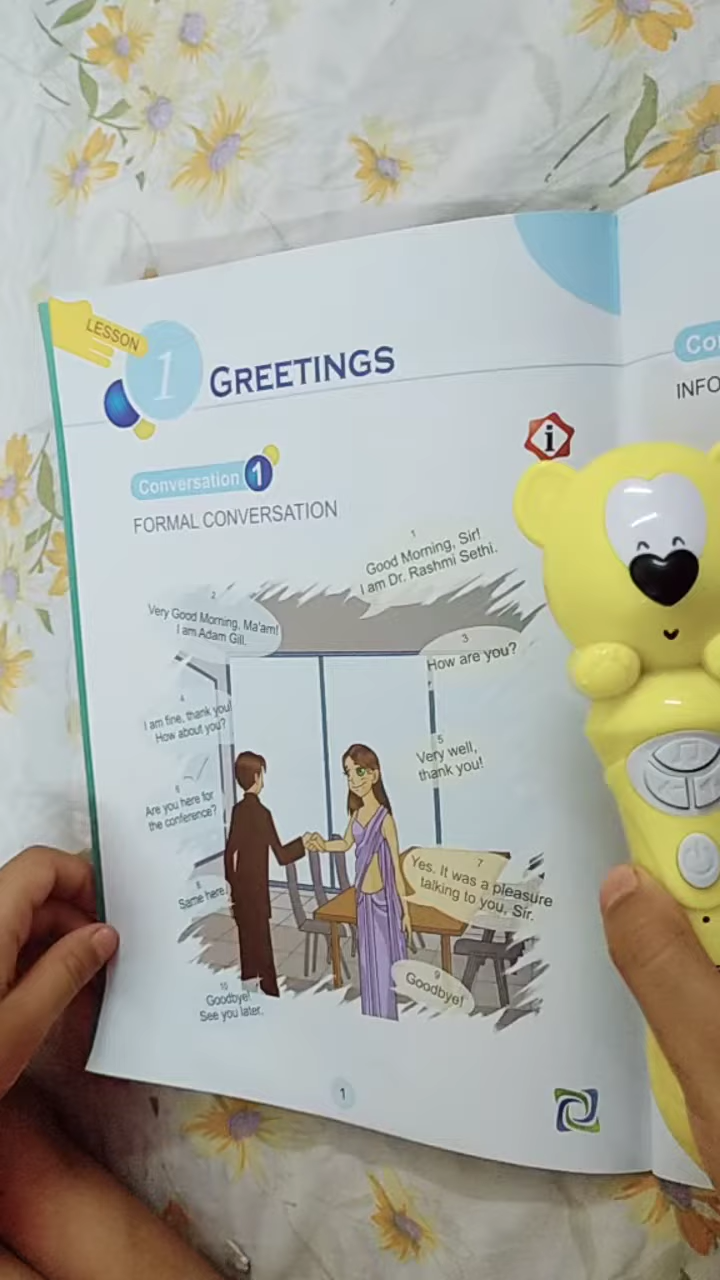 LESSON
1
GREETINGS
Co
INFO
i
Conversation 1
FORMAL CONVERSATION
1
Good Morning, Sir!
I am Dr. Rashmi Sethi.
2
Very Good Morning, Ma'am!
I am Adam Gill.
3
How are you?
4
I am fine, thank you!
How about you?
5
Very well,
thank you!
6
Are you here for
the conference?
7
Yes. It was a pleasure
talking to you, Sir.
8
Same here.
9
Goodbye!
10
Goodbye!
See you later.
1